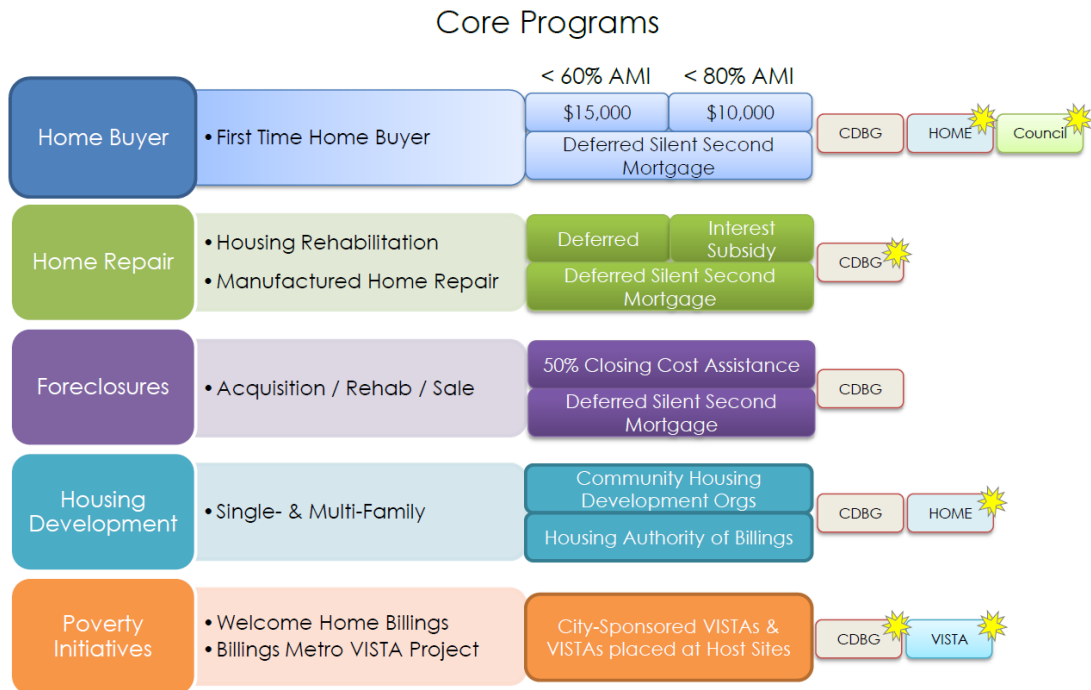 Core Programs
< 60% AMI
< 80% AMI
Home Buyer
• First Time Home Buyer
$15,000
$10,000
Deferred Silent Second
Mortgage
CDBG
HOME
Council
Home Repair
• Housing Rehabilitation
• Manufactured Home Repair
Deferred
Interest
Subsidy
Deferred Silent Second
Mortgage
CDBG
Foreclosures
• Acquisition / Rehab / Sale
50% Closing Cost Assistance
Deferred Silent Second
Mortgage
CDBG
Housing
Development
• Single- & Multi-Family
Community Housing
Development Orgs
Housing Authority of Billings
CDBG
HOME
Poverty
Initiatives
• Welcome Home Billings
• Billings Metro VISTA Project
City-Sponsored VISTAs &
VISTAs placed at Host Sites
CDBG
VISTA